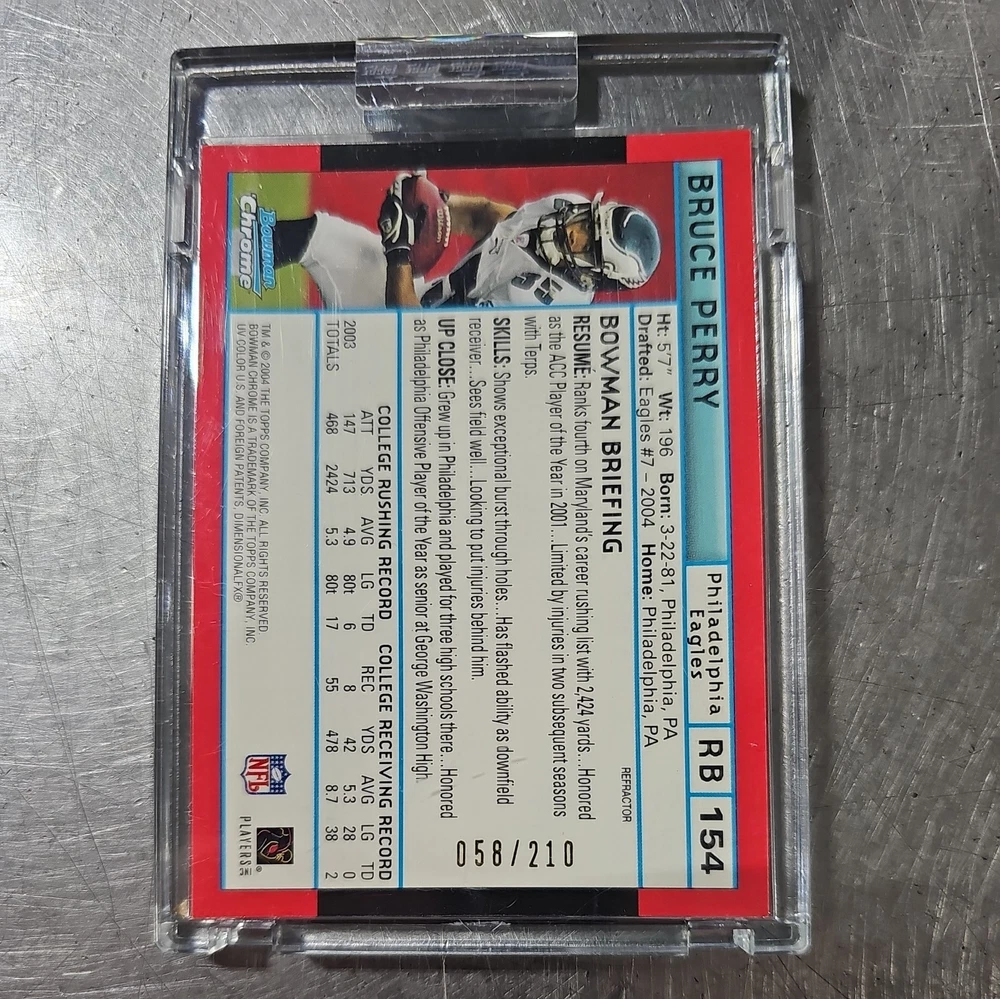 BRUCE PERRY
Philadelphia
Eagles
RB
154
Ht: 5'7" Wt: 196 Born: 3-22-81, Philadelphia, PA
Drafted: Eagles #7 – 2004 Home: Philadelphia, PA
REFRACTOR
BOWMAN BRIEFING
RESUMÉ: Ranks fourth on Maryland's career rushing list with 2,424 yards... Honored
as the ACC Player of the Year in 2001... Limited by injuries in two subsequent seasons
with Terps.
SKILLS: Shows exceptional burst through holes... Has flashed ability as downfield
receiver... Sees field well... Looking to put injuries behind him.
UP CLOSE: Grew up in Philadelphia and played for three high schools there... Honored
as Philadelphia Offensive Player of the Year as senior at George Washington High.
058/210
COLLEGE RUSHING RECORD COLLEGE RECEIVING RECORD
ATT YDS AVG LG TD REC YDS AVG LG TD
2003 147 713 4.9 80t 6 8 42 5.3 28 0
TOTALS 468 2424 5.3 80t 17 55 478 8.7 38 2
Bowman
Chrome
TM & © 2004 THE TOPPS COMPANY, INC. ALL RIGHTS RESERVED.
BOWMAN CHROME IS A TRADEMARK OF THE TOPPS COMPANY, INC.
UV COLOR U.S. AND FOREIGN PATENTS. DIMENSIONALFX®
NFL
PLAYERS INC
Wilson
35